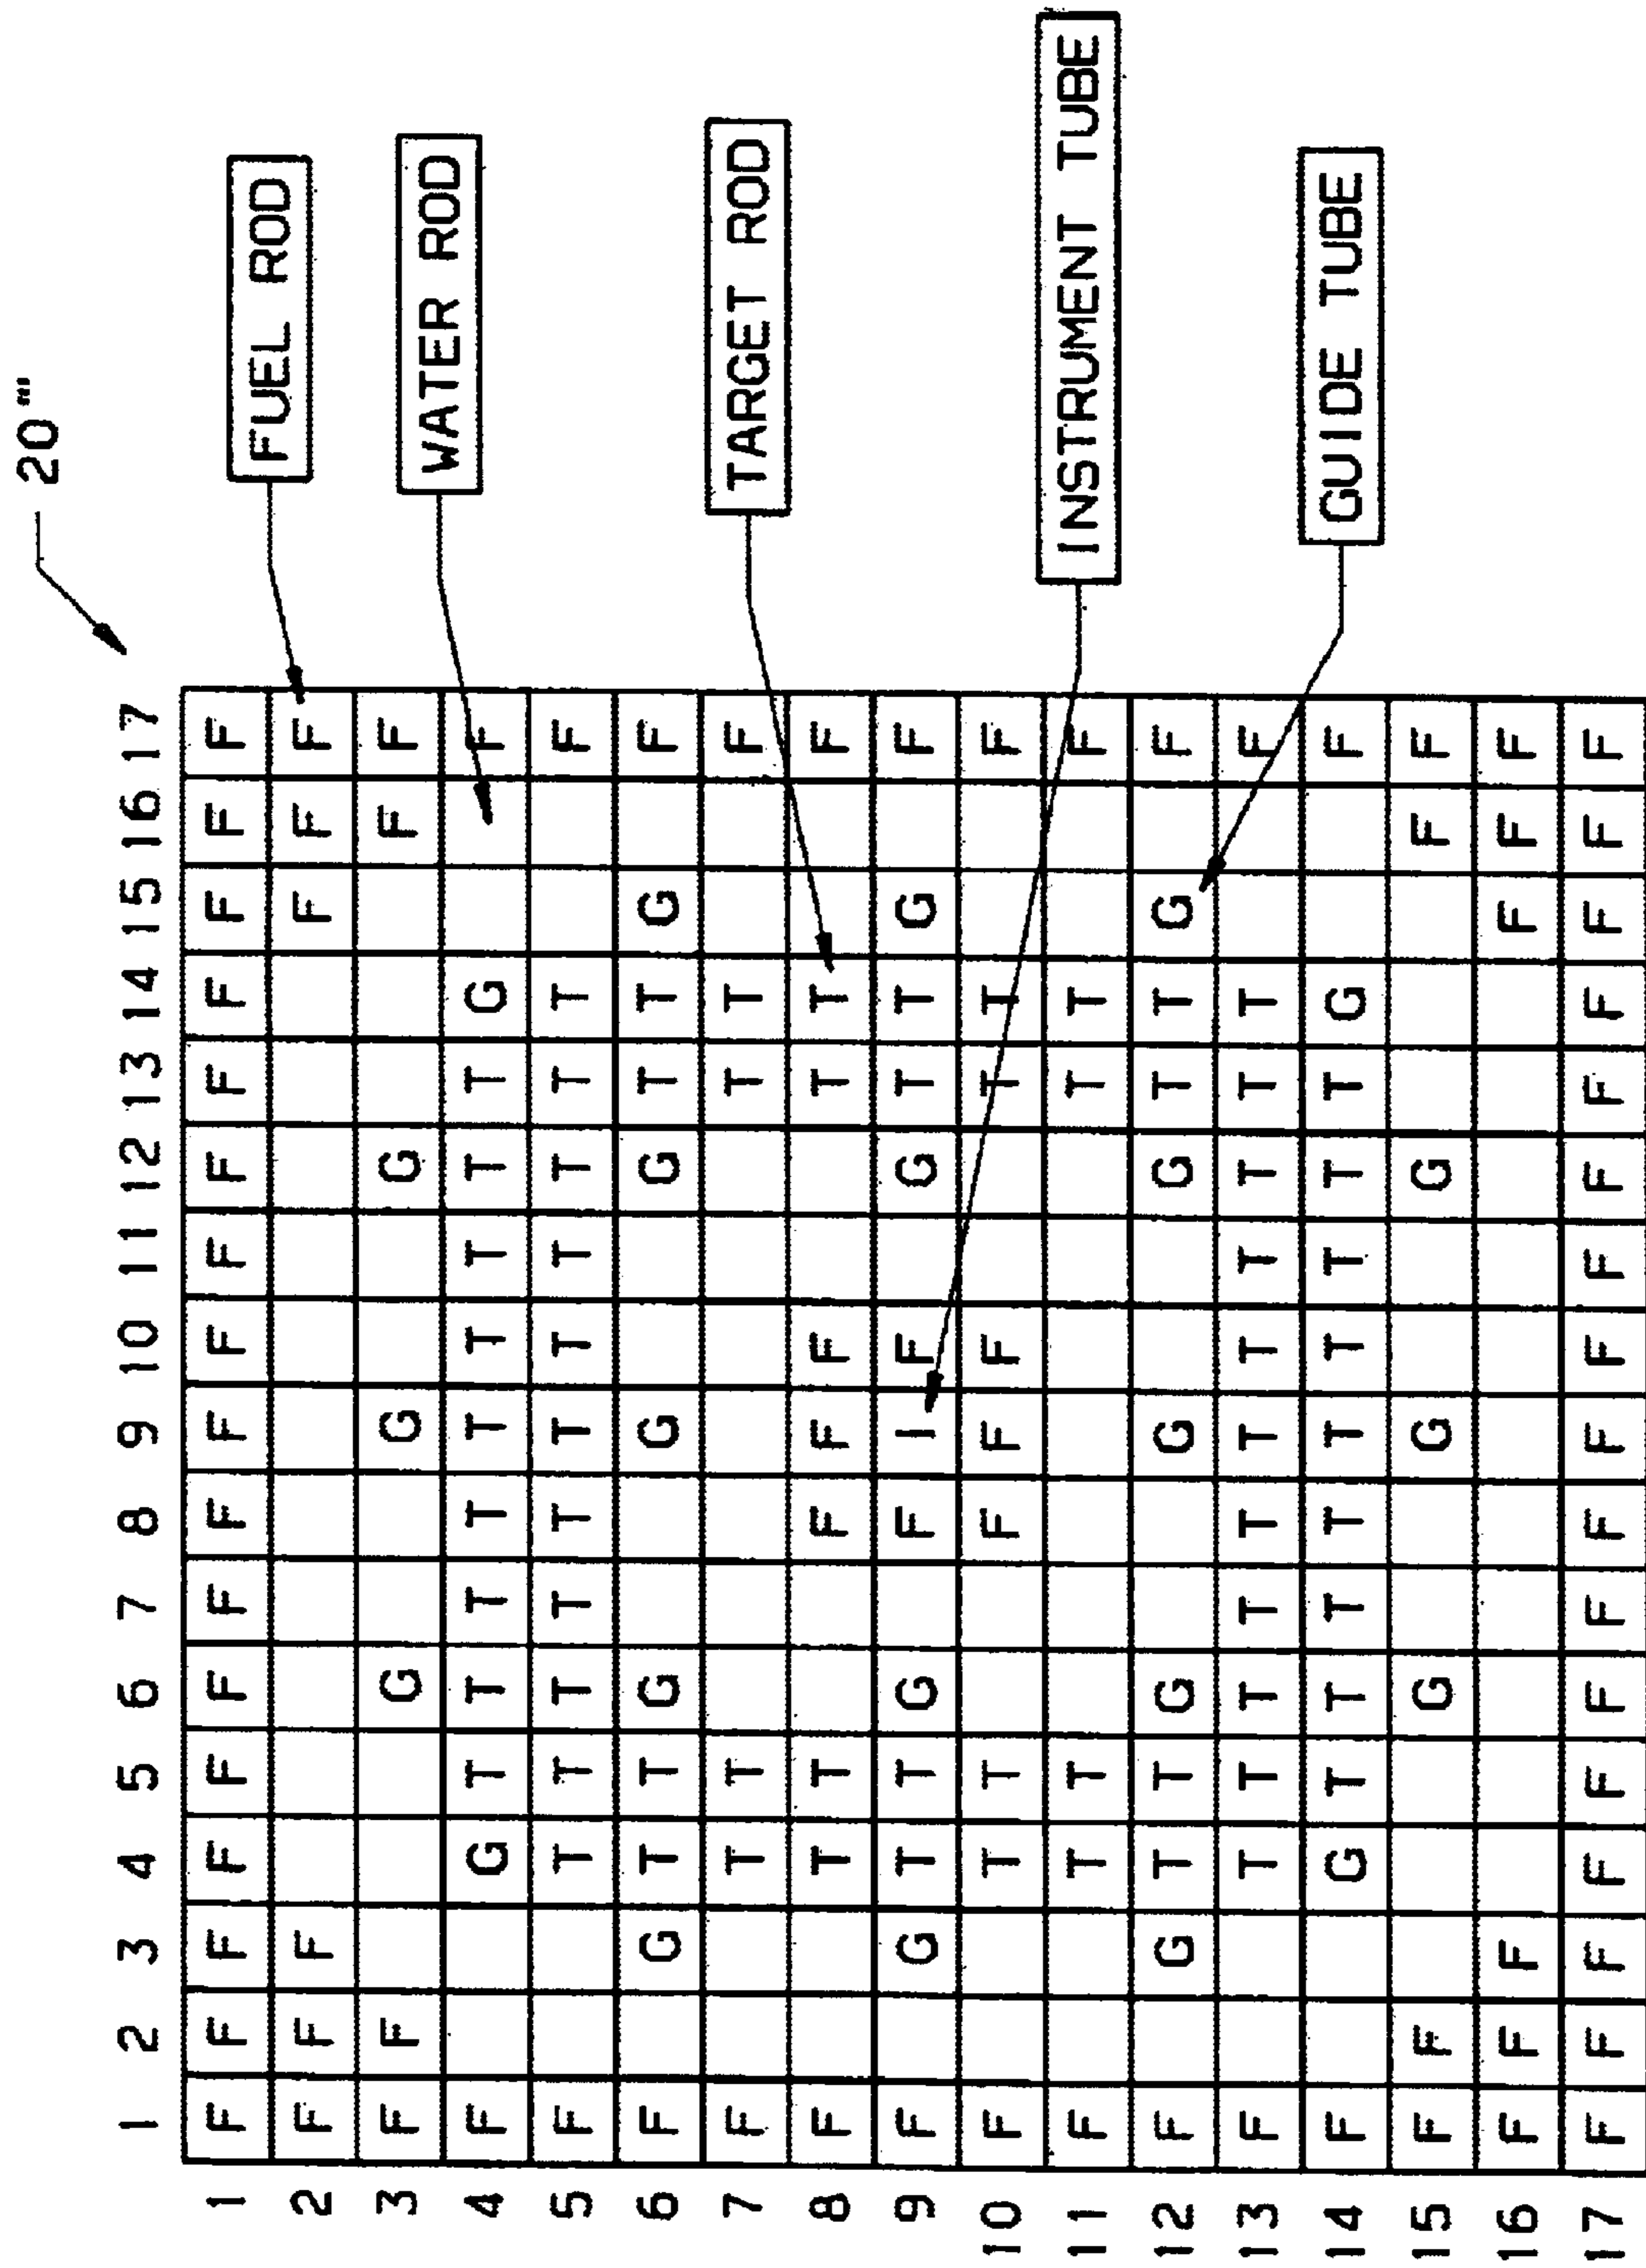 20'''
1 2 3 4 5 6 7 8 9 10 11 12 13 14 15 16 17
1 F F F F F F F F F F F F F F F F F
2 F F F F F F
FUEL ROD
3 F F G G G F F
4 F G T T T T T T T T T G F
WATER ROD
5 F T T T T T T T T T T T F
6 F G T T G G G T T G F
7 F T T T T F
TARGET ROD
8 F T T F F F T T F
9 F G T T G F I F G T T G F
10 F T T F F F T T F
11 F T T T T F
INSTRUMENT TUBE
12 F G T T G G G T T G F
13 F T T T T T T T T T T T F
14 F G T T T T T T T T T G F
GUIDE TUBE
15 F F G G G F F
16 F F F F F F
17 F F F F F F F F F F F F F F F F F